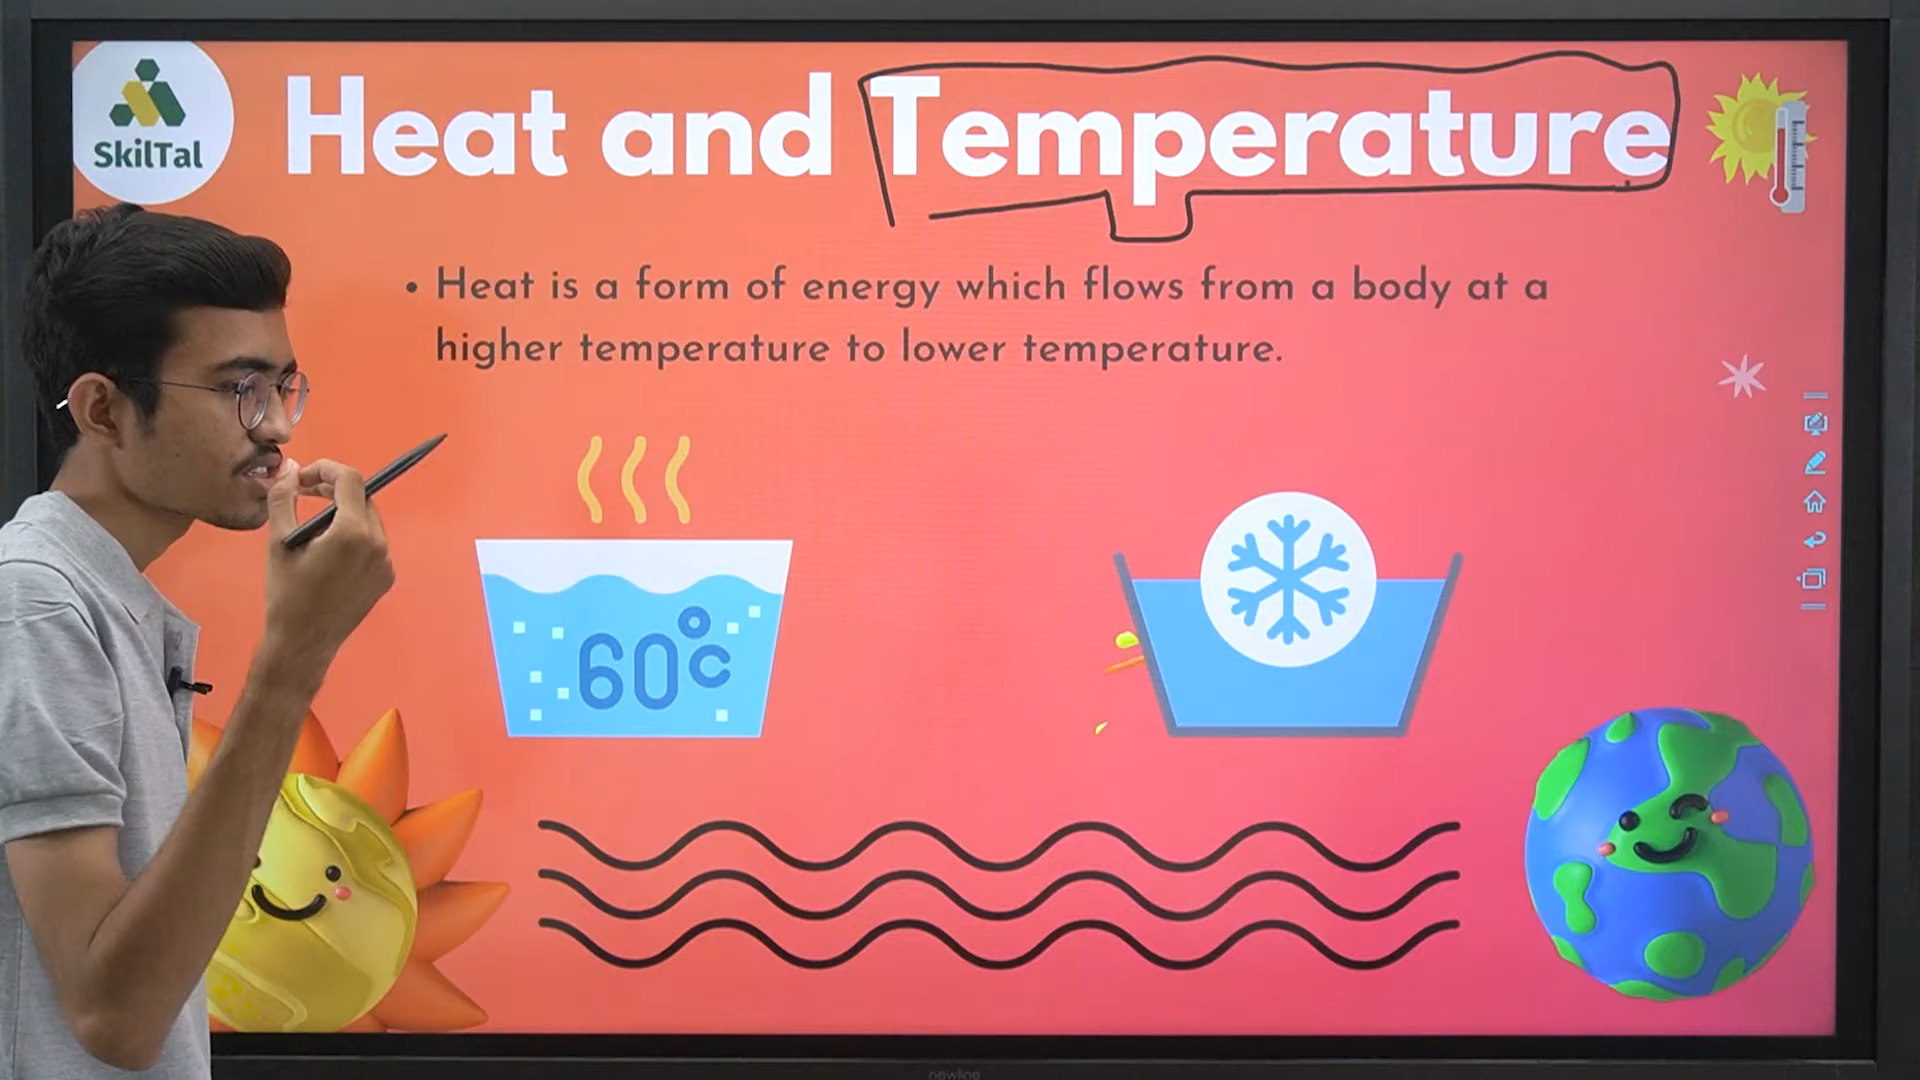 SkilTal
Heat and Temperature
• Heat is a form of energy which flows from a body at a
higher temperature to lower temperature.
60°c
newline